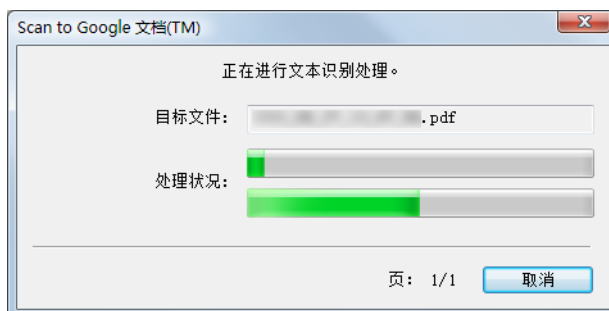 Scan to Google 文档(TM)
正在进行文本识别处理。
目标文件： .pdf
处理状况：
页： 1/1
取消